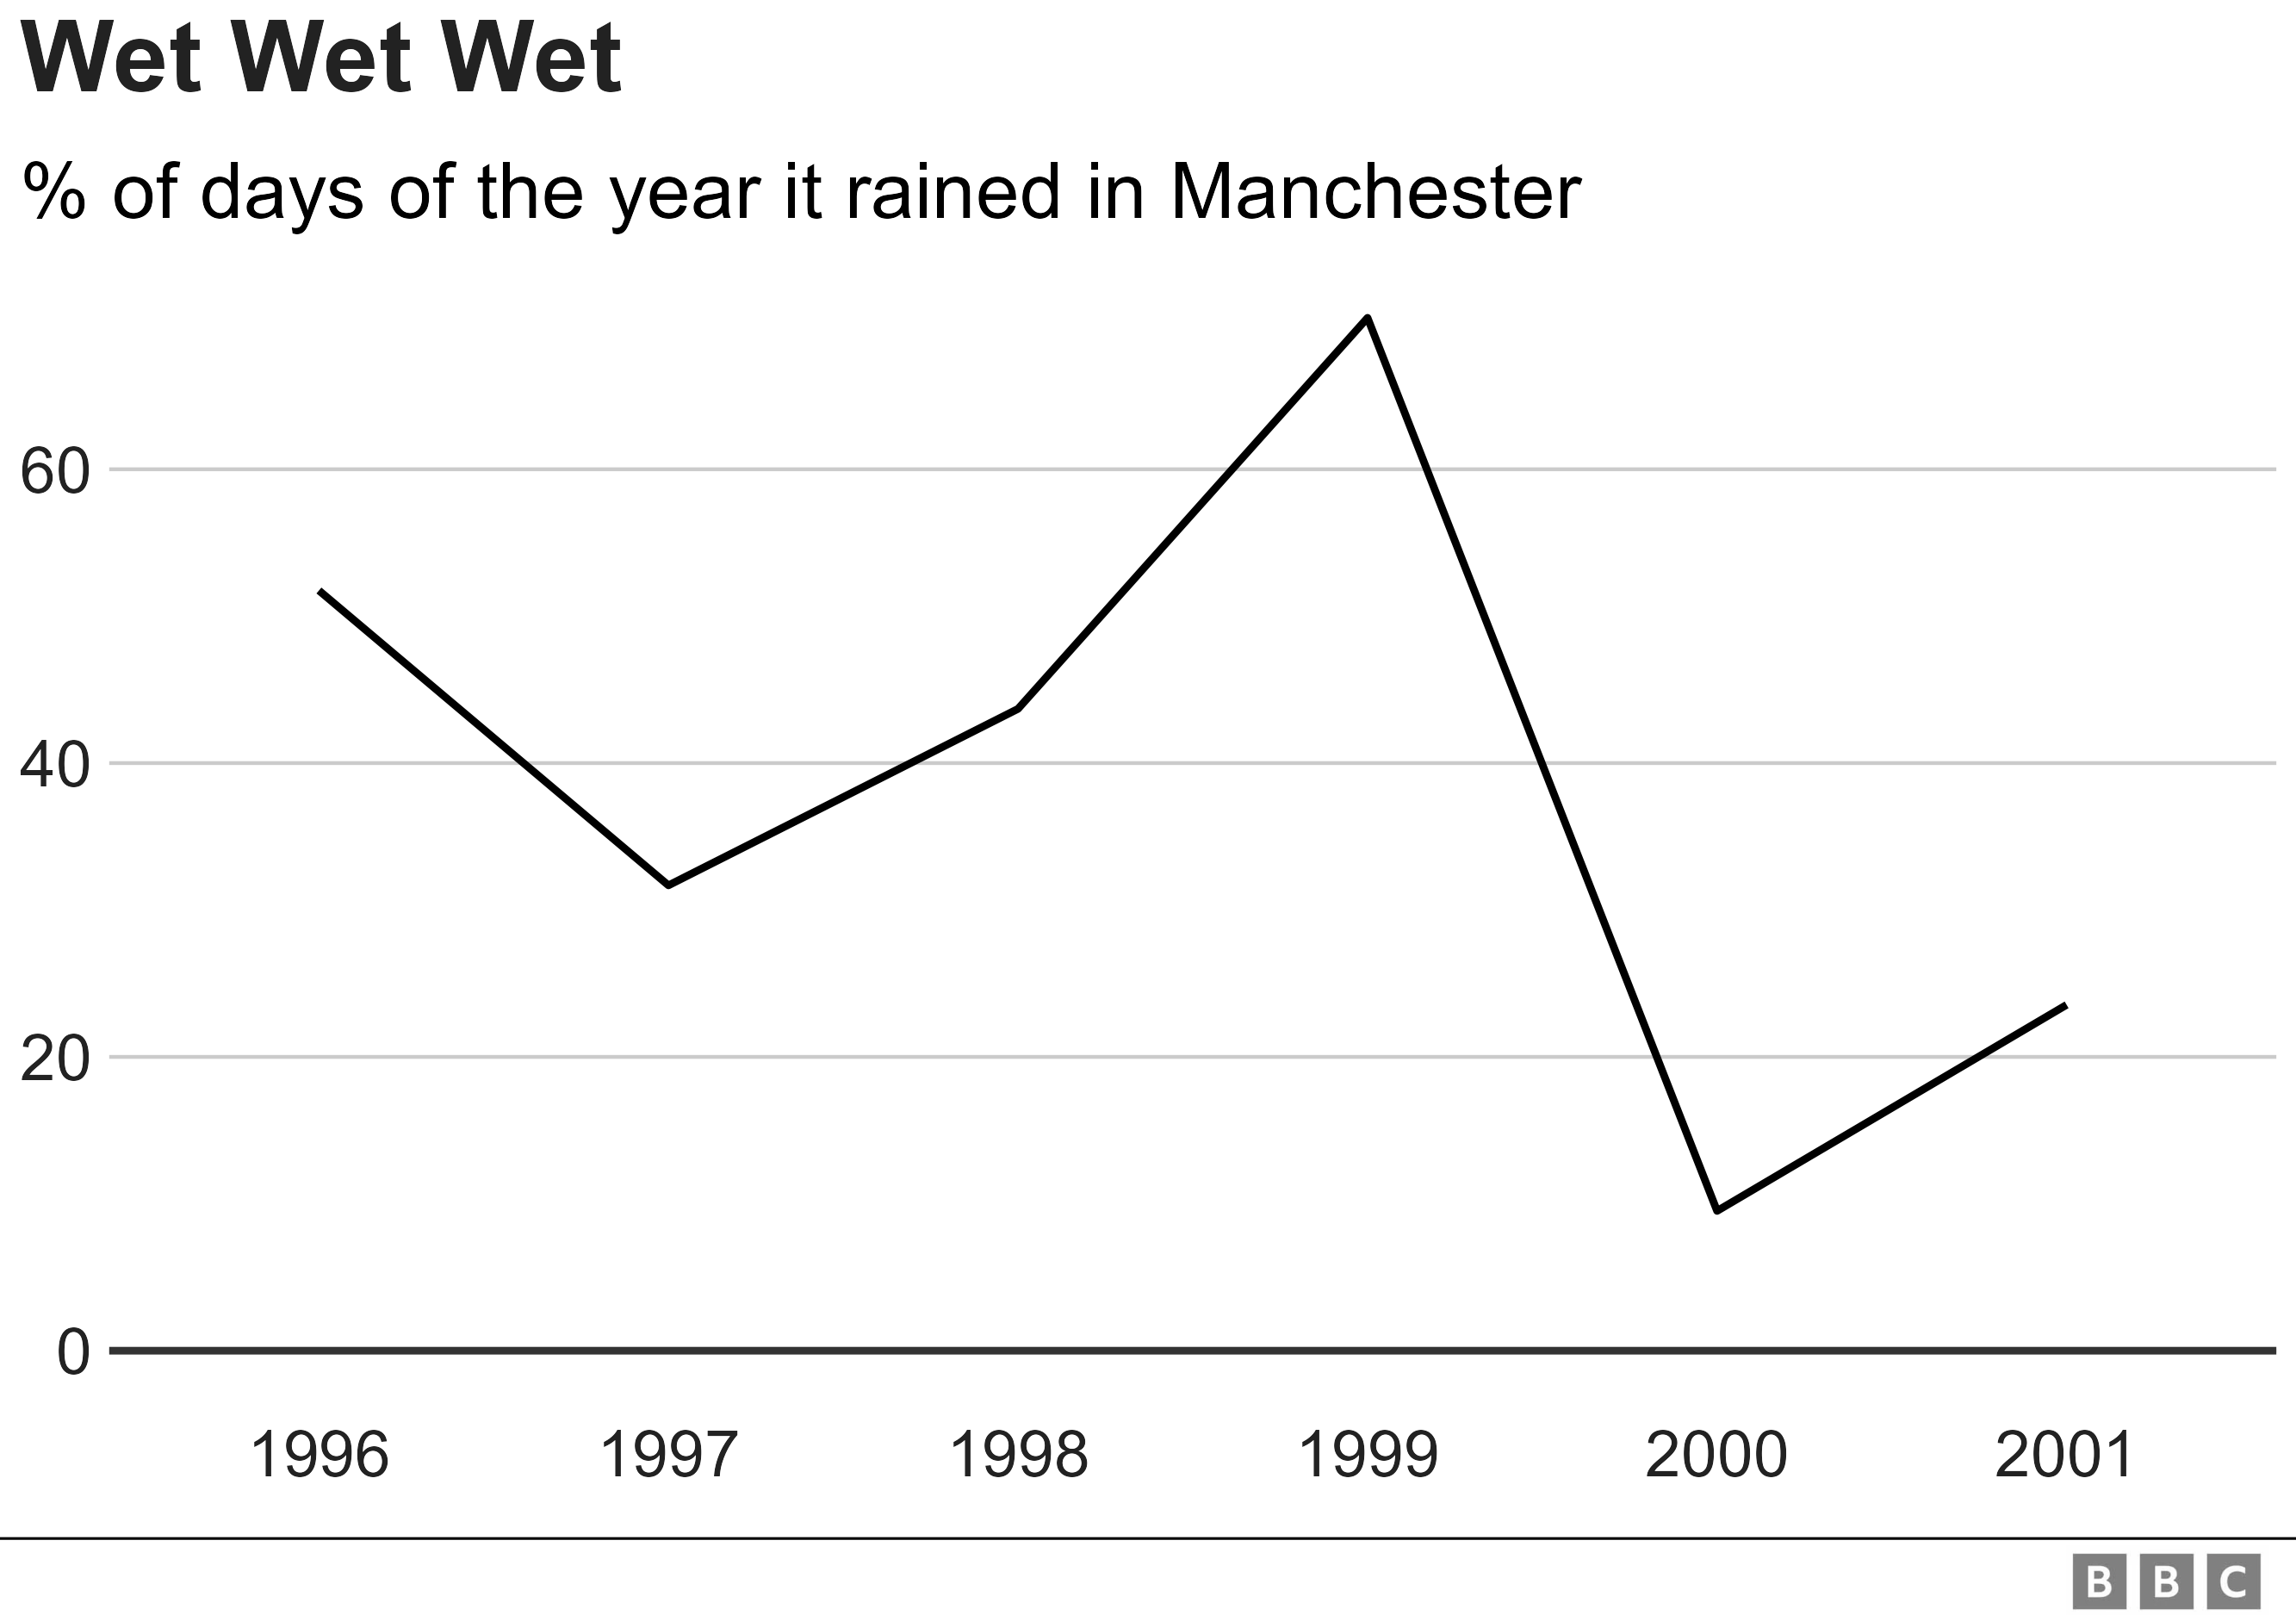 Wet Wet Wet
% of days of the year it rained in Manchester
60
40
20
0
1996 1997 1998 1999 2000 2001
BBC